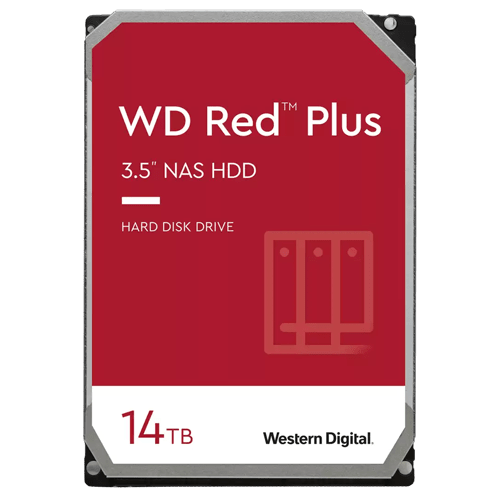 WD Red™ Plus
3.5" NAS HDD
HARD DISK DRIVE
14TB
Western Digital.